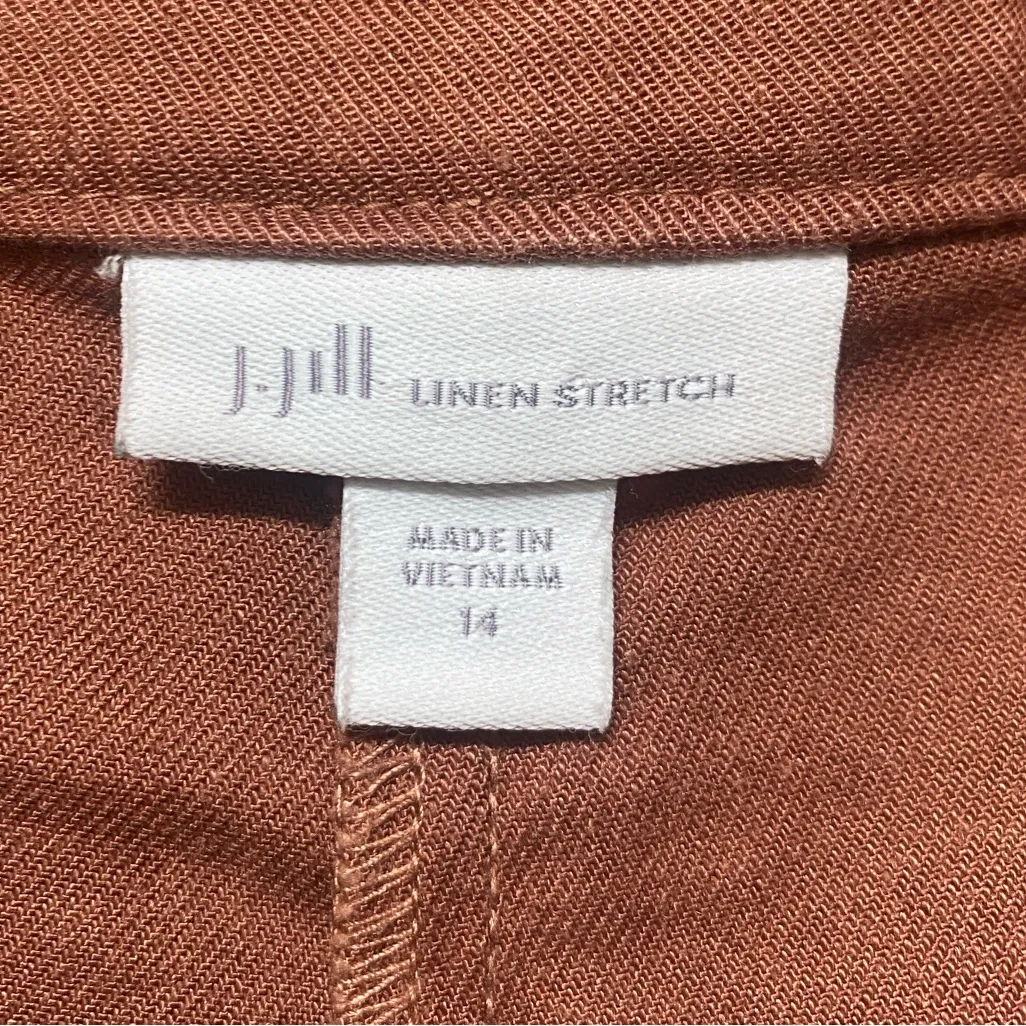 J.Jill LINEN STRETCH
MADE IN
VIETNAM
14